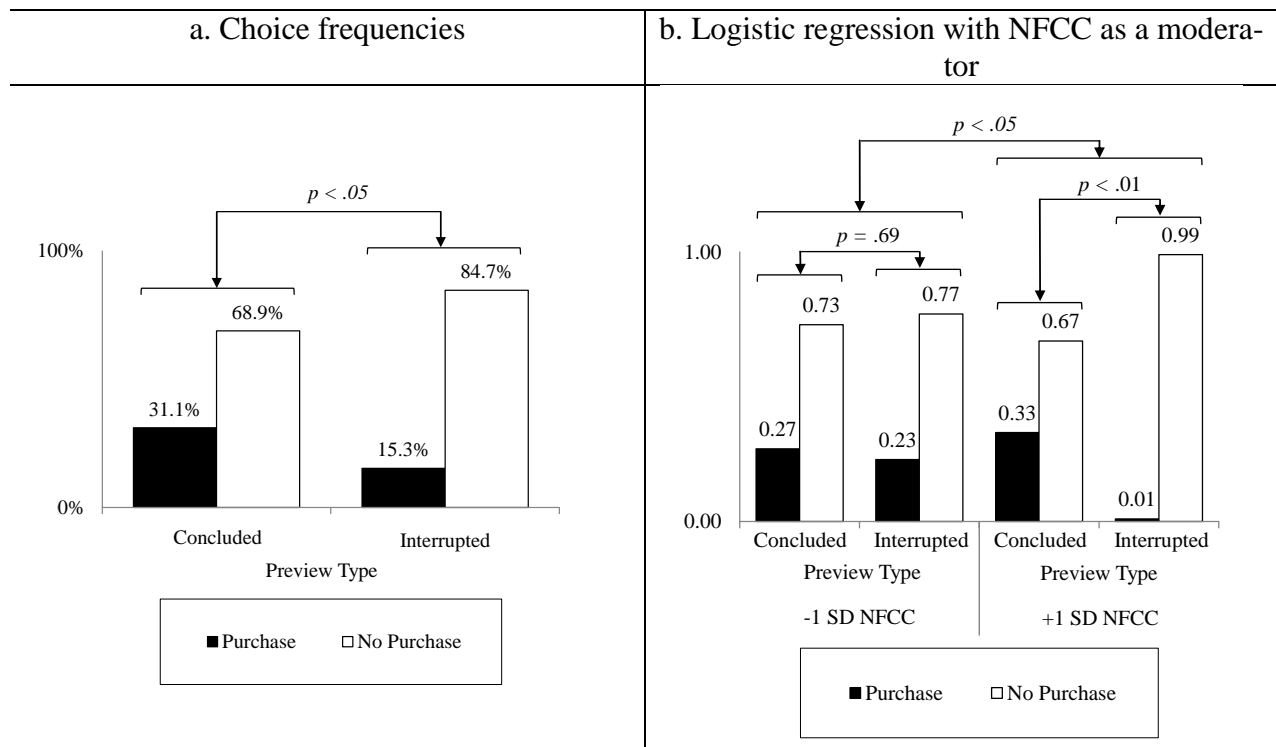 a. Choice frequencies
b. Logistic regression with NFCC as a modera-
tor
p < .05
100%
84.7%
68.9%
31.1%
15.3%
0%
Concluded
Interrupted
Preview Type
■ Purchase □ No Purchase
p < .05
p < .01
p = .69
1.00
0.99
0.73
0.77
0.67
0.27
0.23
0.33
0.01
0.00
Concluded Interrupted Concluded Interrupted
Preview Type Preview Type
-1 SD NFCC +1 SD NFCC
■ Purchase □ No Purchase